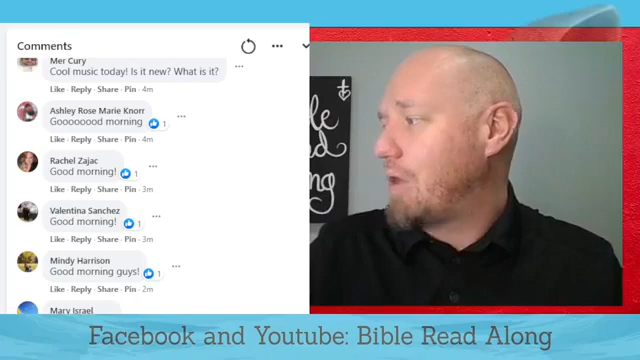 Comments
Mer Cury
Cool music today! Is it new? What is it?
Like · Reply · Share · Pin · 4m
Ashley Rose Marie Knorr
Goooooood morning
1
Like · Reply · Share · Pin · 4m
Rachel Zajac
Good morning!
1
Like · Reply · Share · Pin · 3m
Valentina Sanchez
Good morning!
1
Like · Reply · Share · Pin · 3m
Mindy Harrison
Good morning guys!
1
Like · Reply · Share · Pin · 2m
Mary Israel
Facebook and Youtube: Bible Read Along